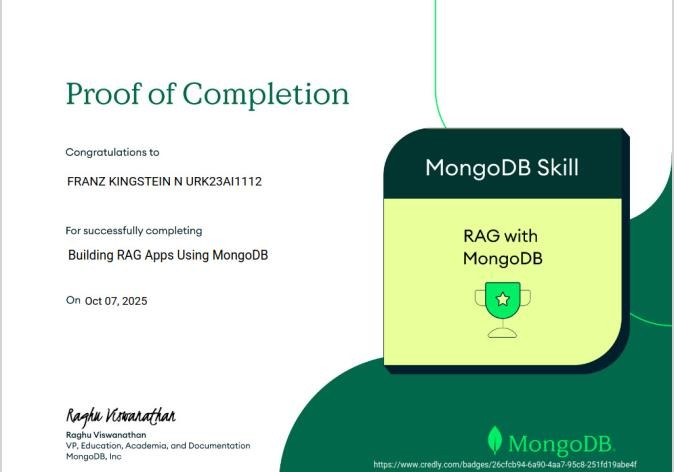 Proof of Completion
Congratulations to
FRANZ KINGSTEIN N URK23AI1112
For successfully completing
Building RAG Apps Using MongoDB
On Oct 07, 2025
Raghu Viswanathan
Raghu Viswanathan
VP, Education, Academia, and Documentation
MongoDB, Inc
MongoDB Skill
RAG with
MongoDB
MongoDB.
https://www.credly.com/badges/26cfcb94-6a90-4aa7-95c8-251fd19abe4f